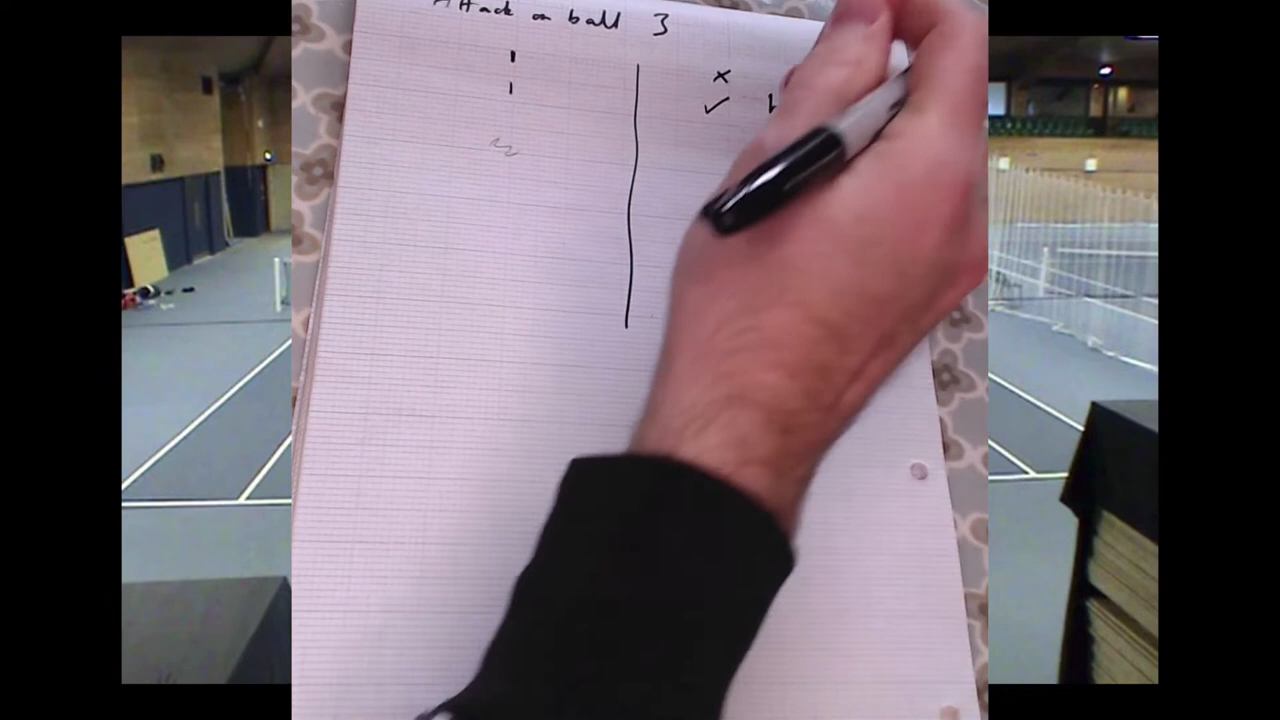 Attack on ball 3
ı x
ı ✓